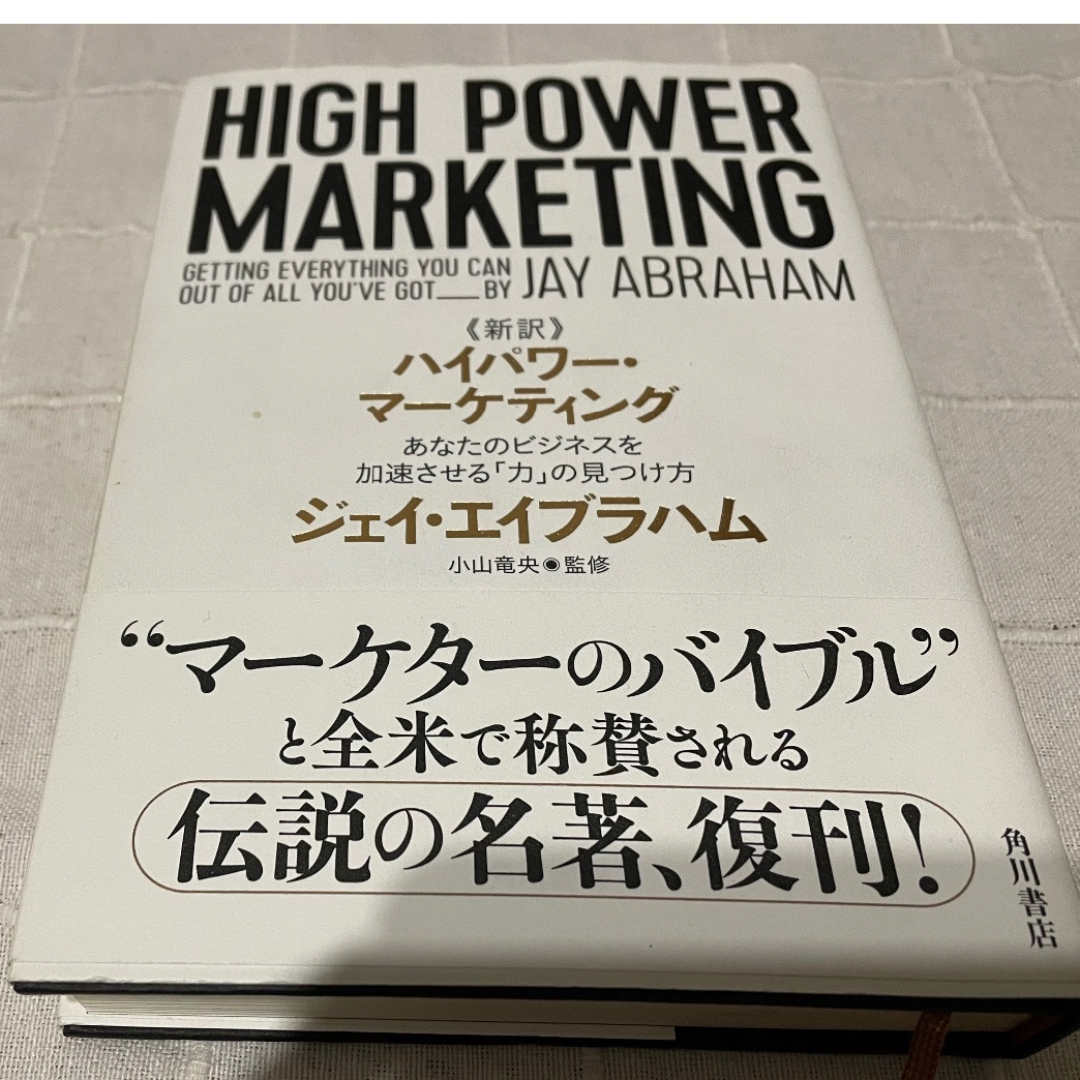 HIGH POWER
MARKETING
GETTING EVERYTHING YOU CAN
OUT OF ALL YOU'VE GOT___BY JAY ABRAHAM
《新訳》
ハイパワー・
マーケティング
あなたのビジネスを
加速させる「力」の見つけ方
ジェイ・エイブラハム
小山竜央◉監修
“マーケターのバイブル”
と全米で称賛される
伝説の名著、復刊!
角川書店